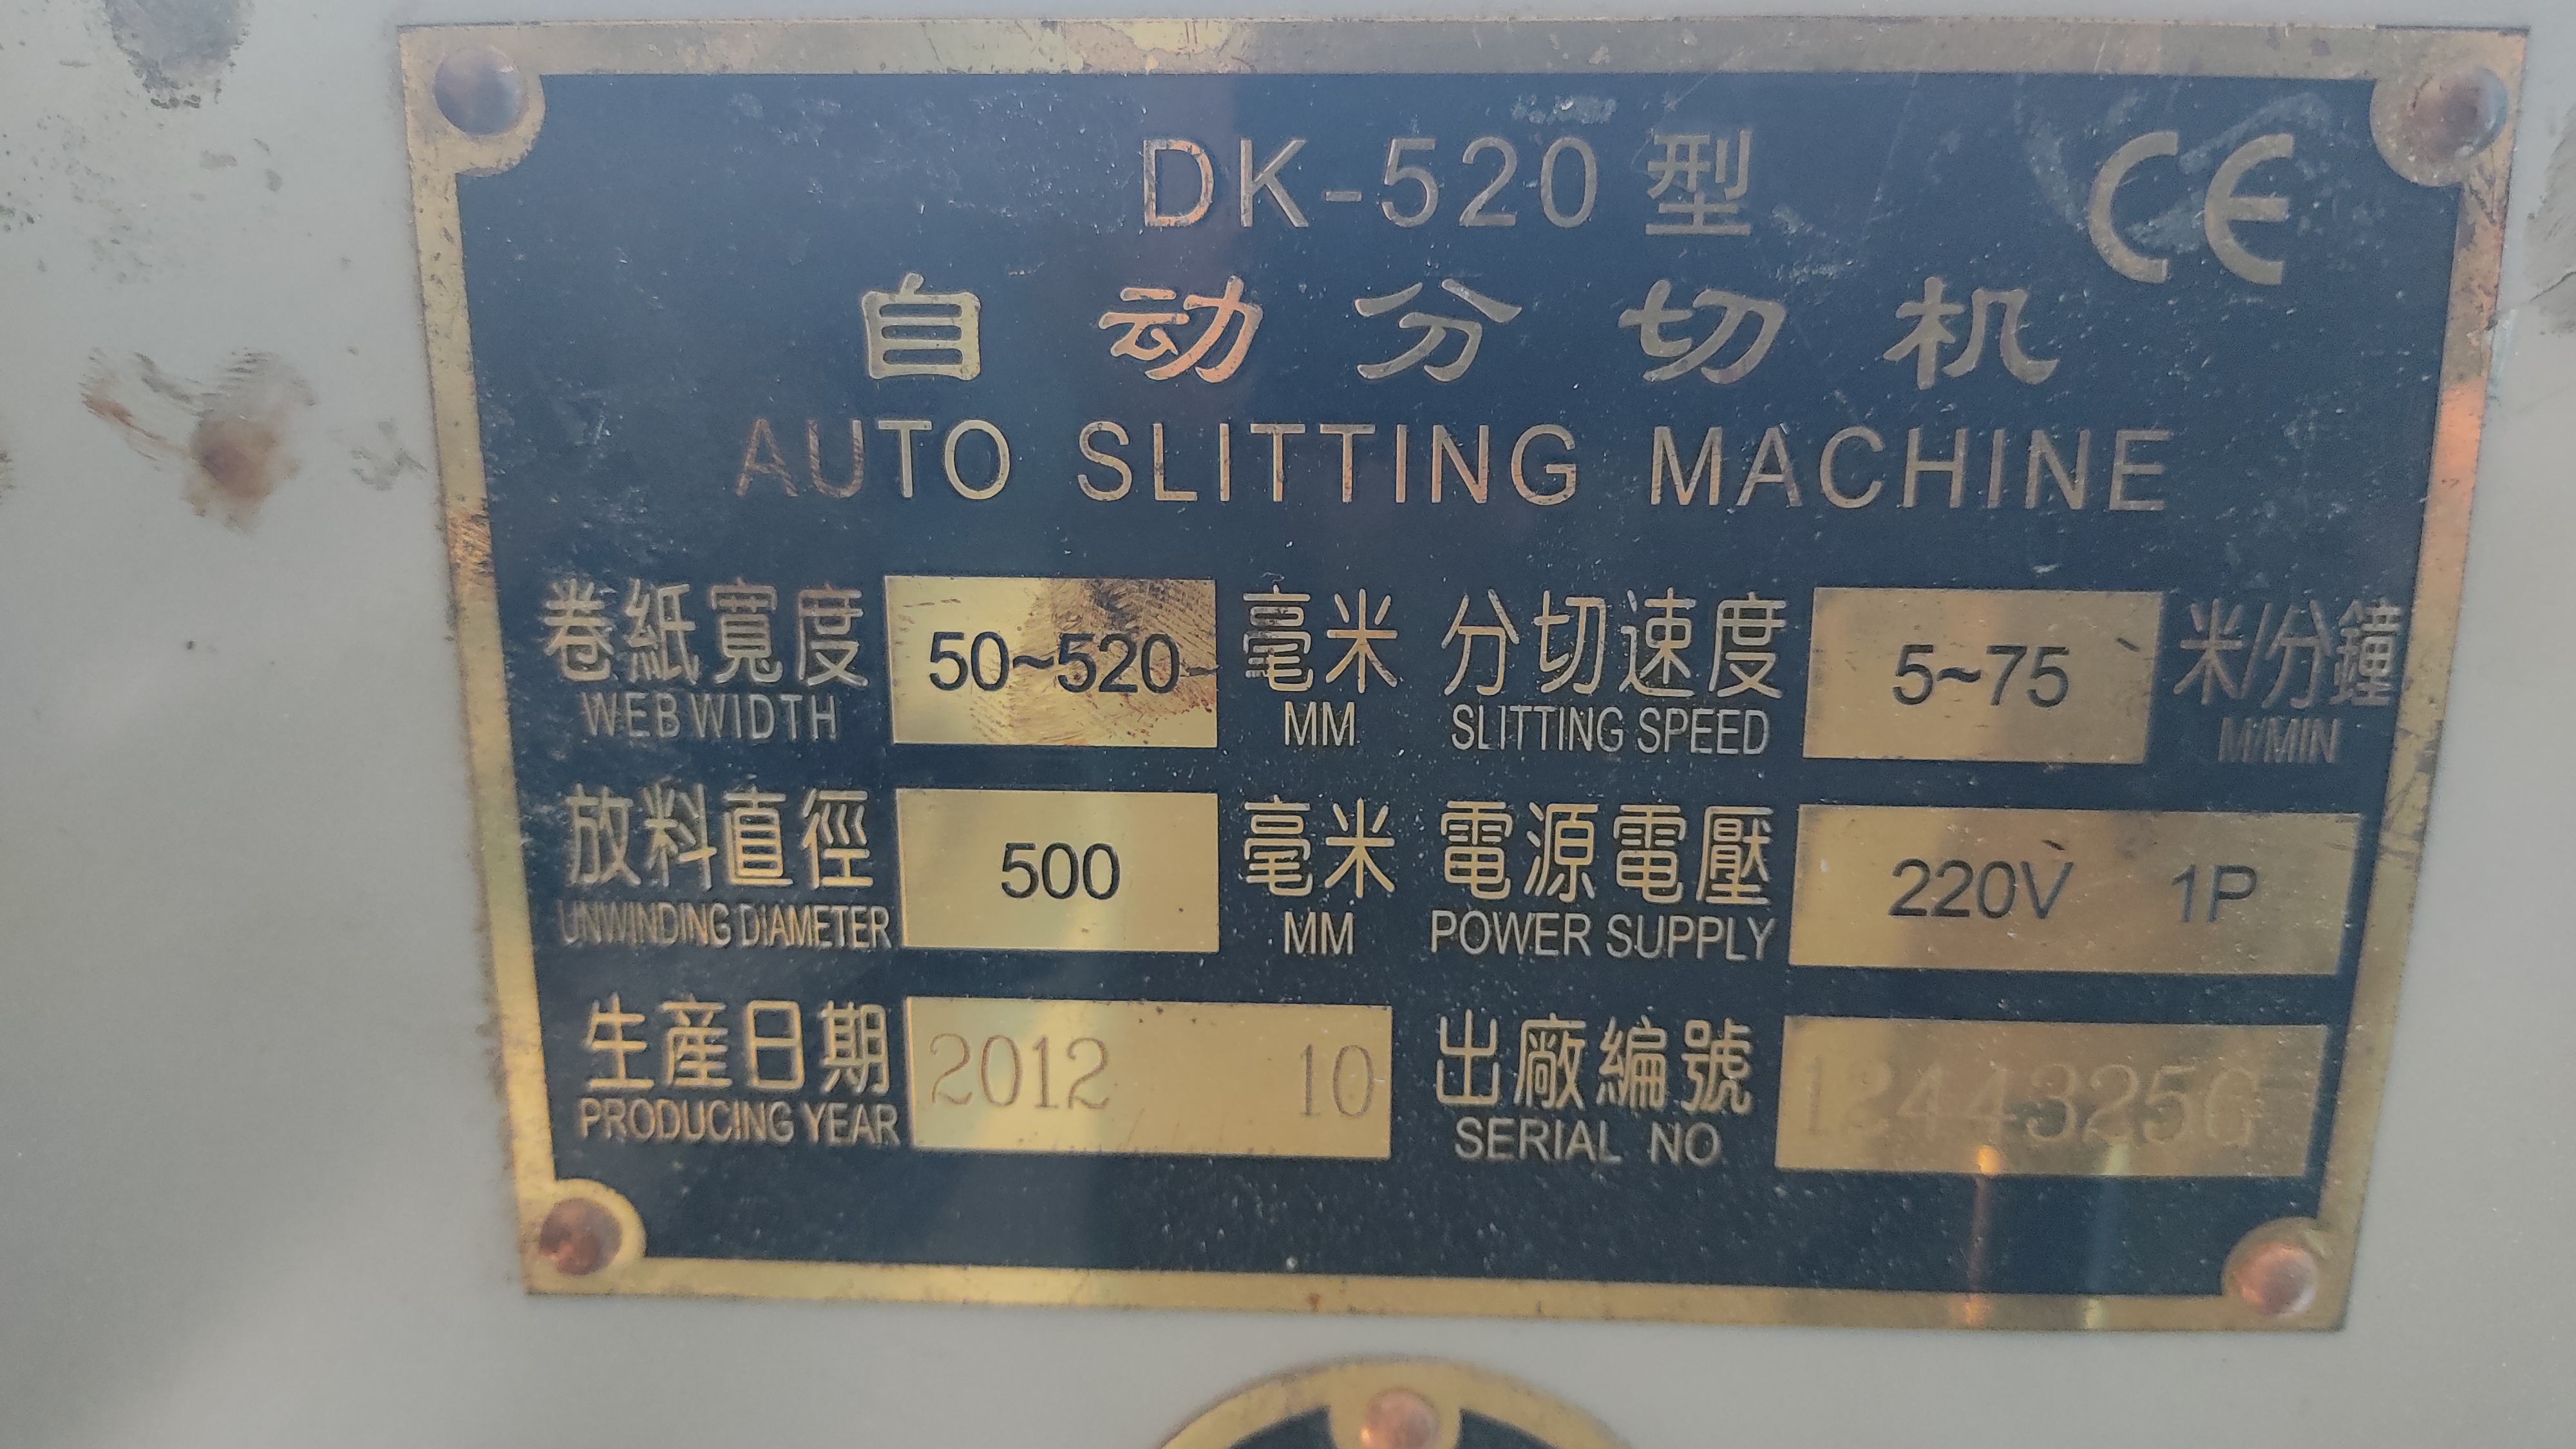 DK-520 型
CE
自动分切机
AUTO SLITTING MACHINE
卷紙寬度 50~520 毫米 分切速度 5~75 米/分鐘
WEB WIDTH MM SLITTING SPEED M/MIN
放料直徑 500 毫米 電源電壓 220V 1P
UNWINDING DIAMETER MM POWER SUPPLY
生產日期 2012 10 出廠編號 1244325G
PRODUCING YEAR SERIAL NO